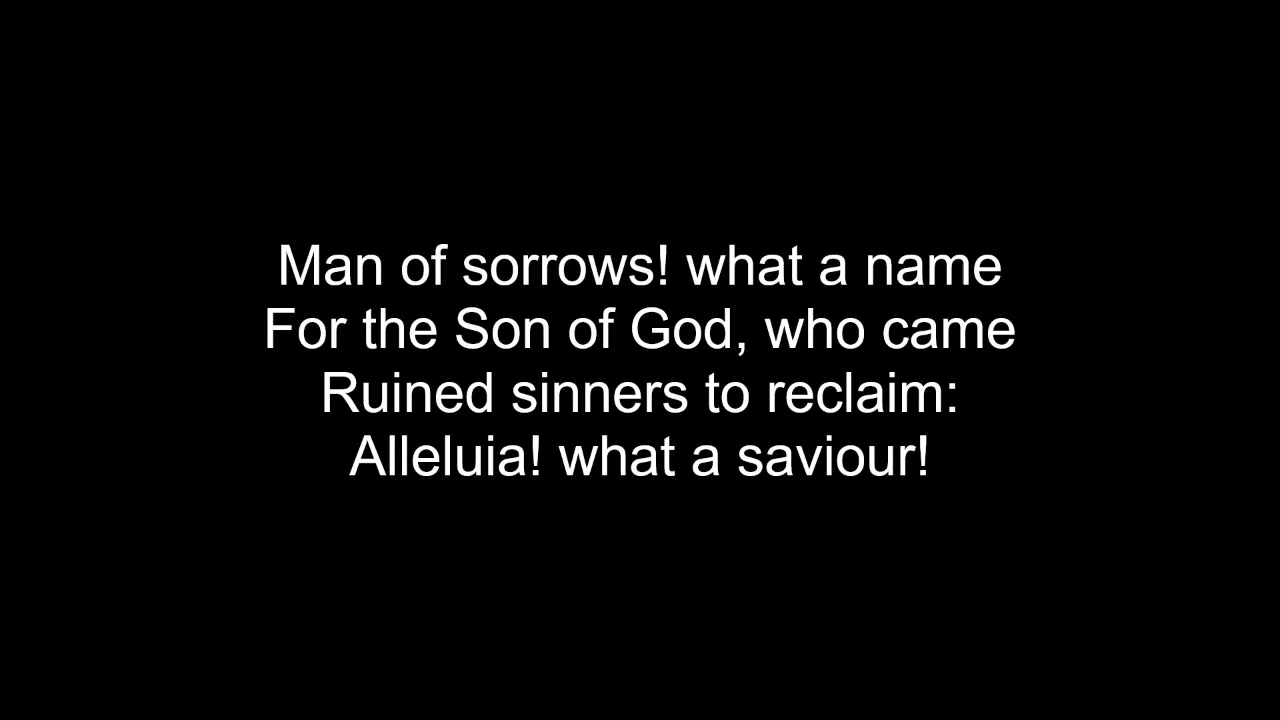 Man of sorrows! what a name
For the Son of God, who came
Ruined sinners to reclaim:
Alleluia! what a saviour!